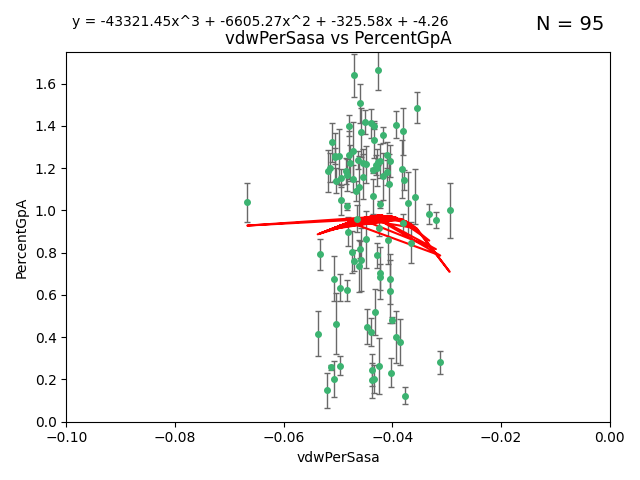 y = -43321.45x^3 + -6605.27x^2 + -325.58x + -4.26
N = 95
vdwPerSasa vs PercentGpA
PercentGpA
1.6
1.4
1.2
1.0
0.8
0.6
0.4
0.2
0.0
−0.10 −0.08 −0.06 −0.04 −0.02 0.00
vdwPerSasa